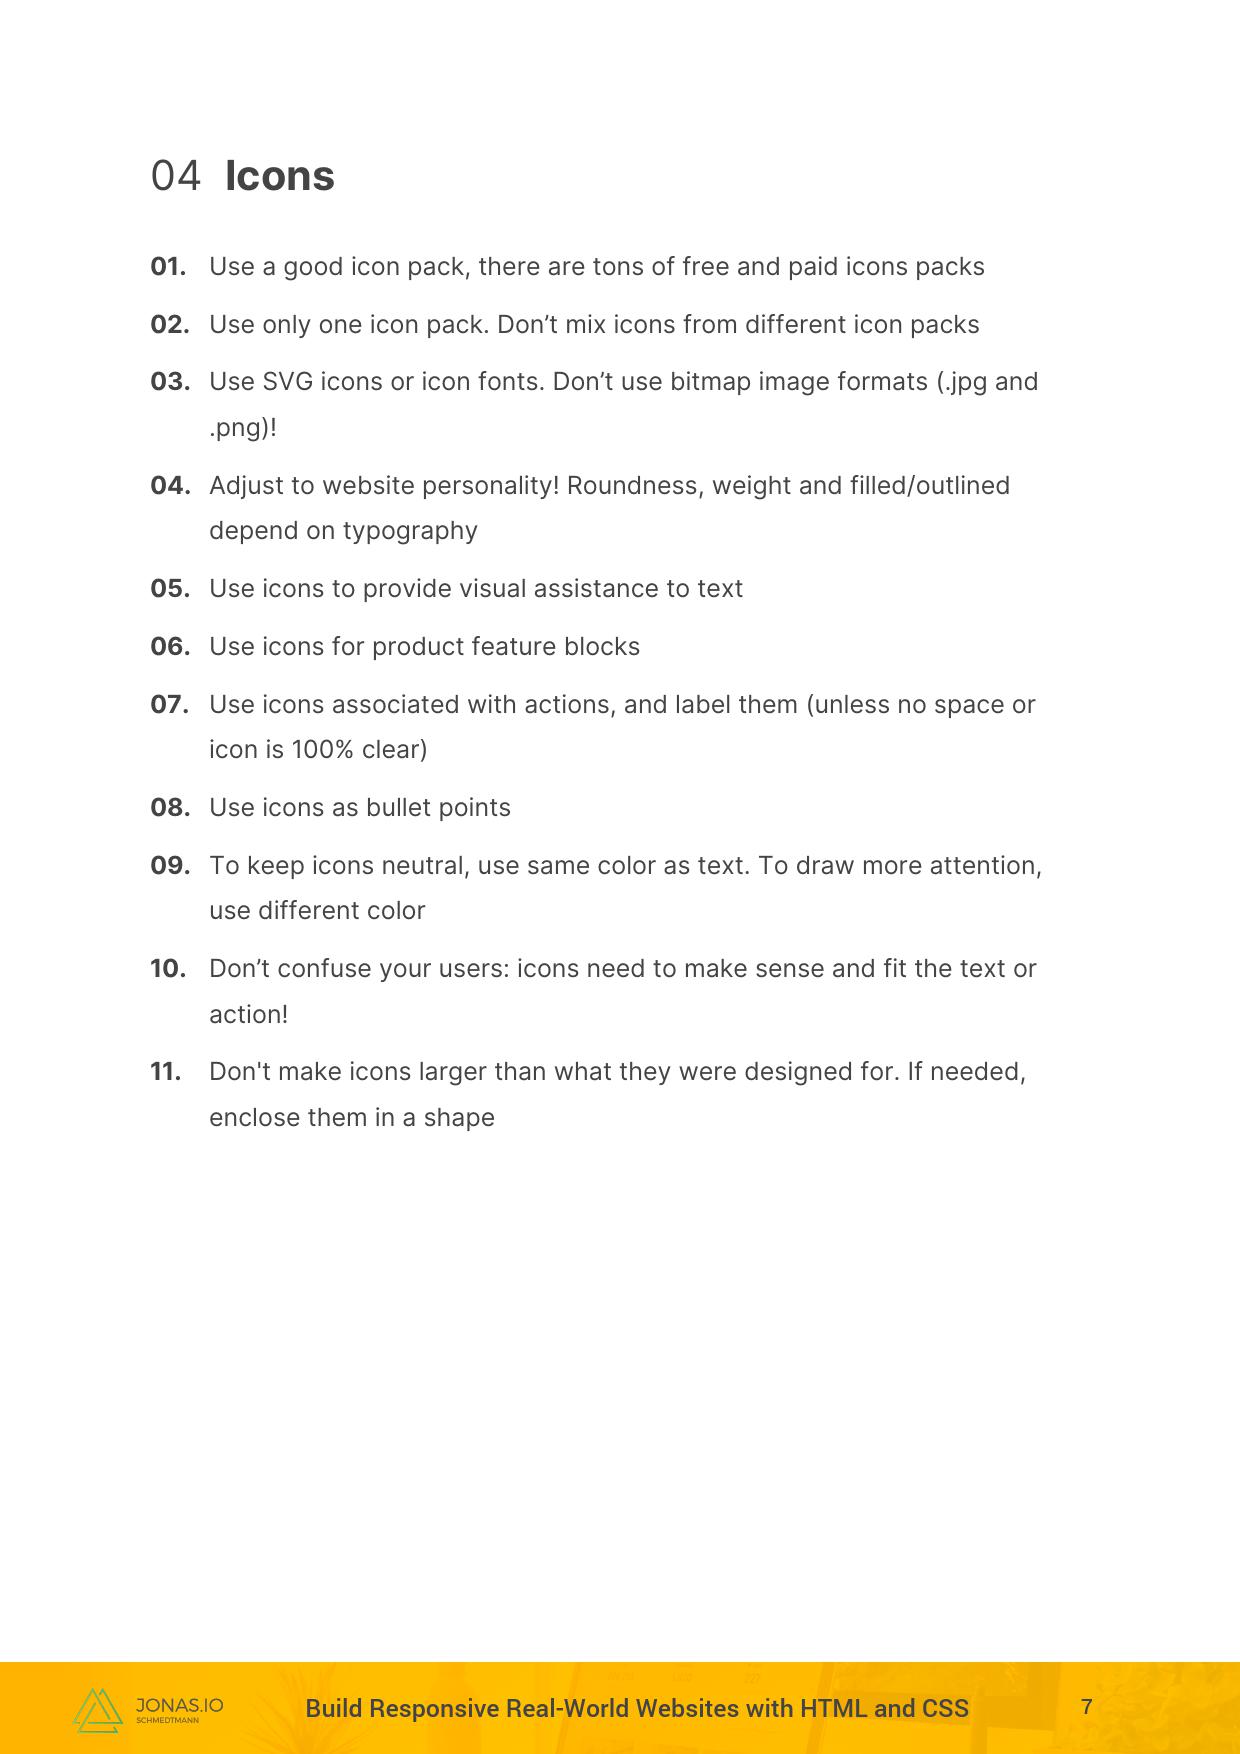 04 Icons
01. Use a good icon pack, there are tons of free and paid icons packs
02. Use only one icon pack. Don’t mix icons from different icon packs
03. Use SVG icons or icon fonts. Don’t use bitmap image formats (.jpg and
.png)!
04. Adjust to website personality! Roundness, weight and filled/outlined
depend on typography
05. Use icons to provide visual assistance to text
06. Use icons for product feature blocks
07. Use icons associated with actions, and label them (unless no space or
icon is 100% clear)
08. Use icons as bullet points
09. To keep icons neutral, use same color as text. To draw more attention,
use different color
10. Don’t confuse your users: icons need to make sense and fit the text or
action!
11. Don't make icons larger than what they were designed for. If needed,
enclose them in a shape
JONAS.IO
SCHMEDTMANN
Build Responsive Real-World Websites with HTML and CSS
7